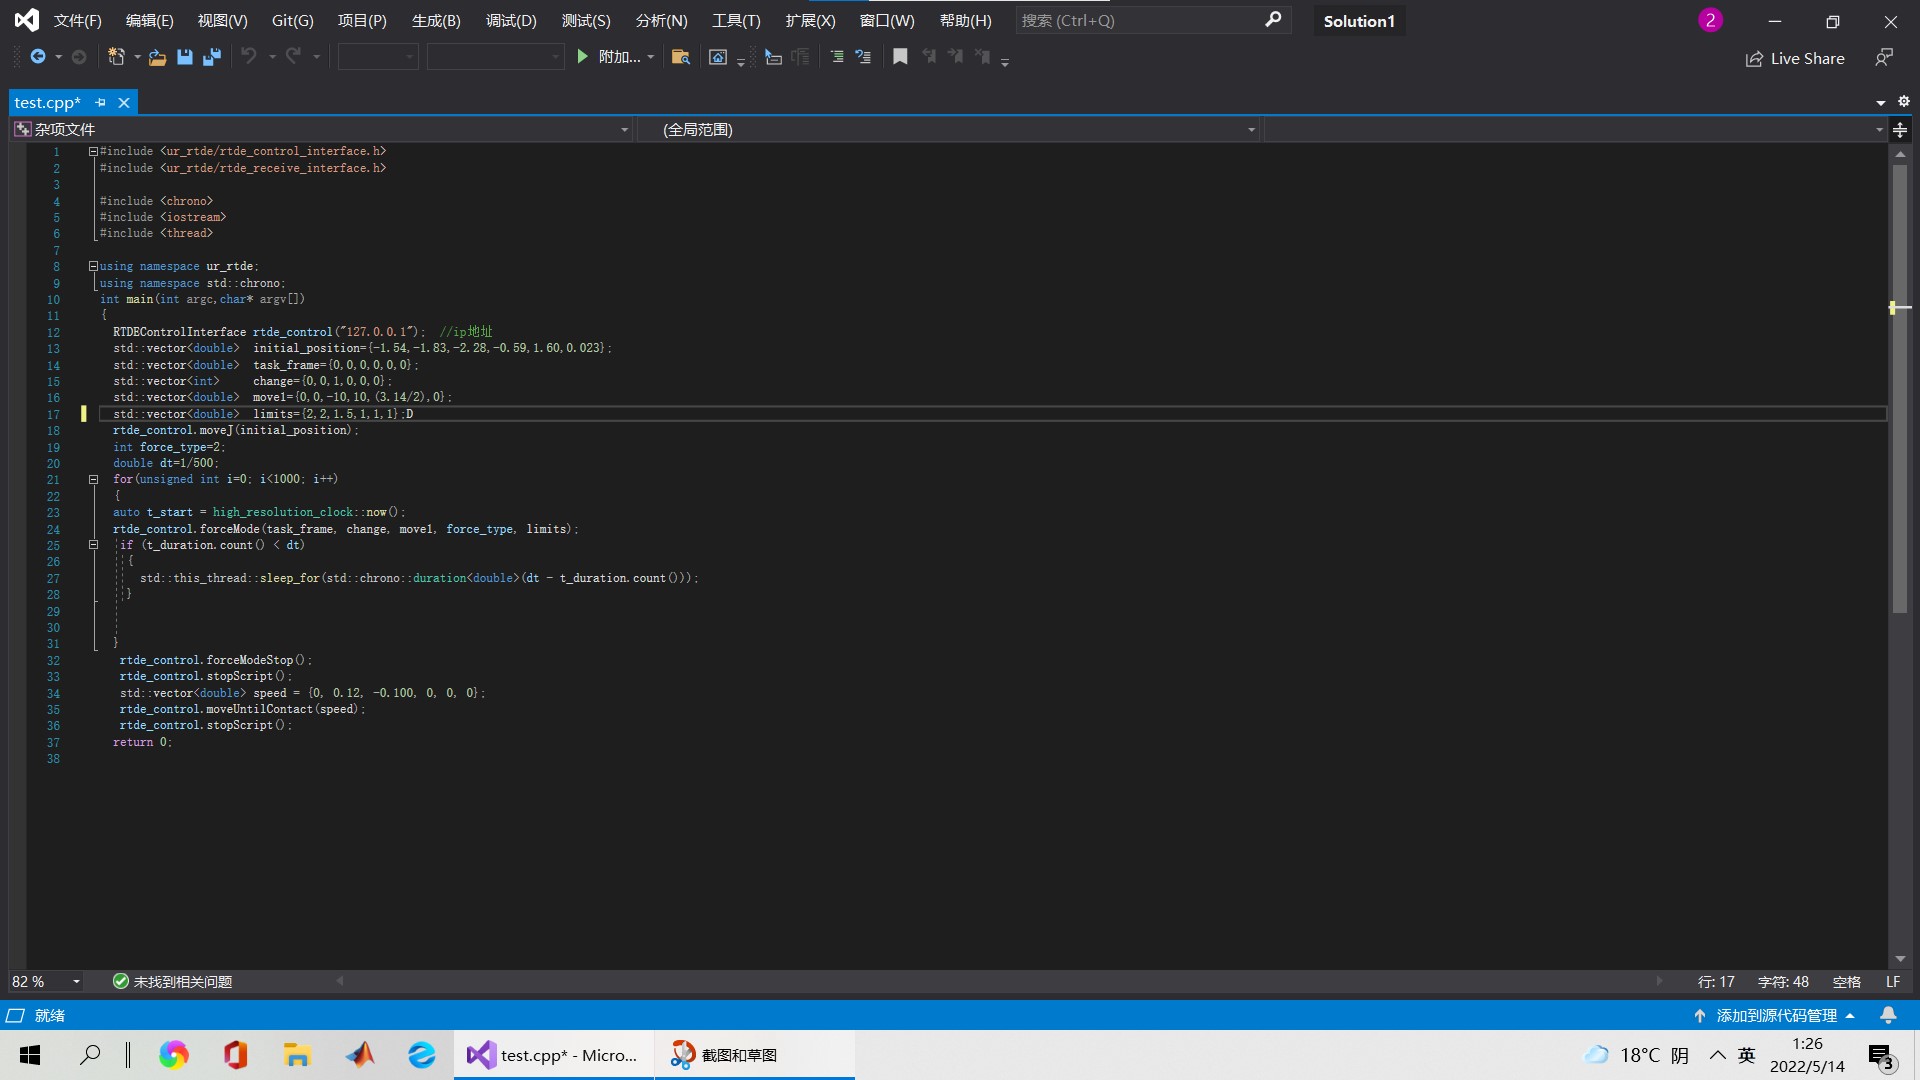 文件(F) 编辑(E) 视图(V) Git(G) 项目(P) 生成(B) 调试(D) 测试(S) 分析(N) 工具(T) 扩展(X) 窗口(W) 帮助(H) 搜索 (Ctrl+Q) Solution1 2
附加... Live Share
test.cpp*
杂项文件 (全局范围)
1 #include <ur_rtde/rtde_control_interface.h>
2 #include <ur_rtde/rtde_receive_interface.h>
3
4 #include <chrono>
5 #include <iostream>
6 #include <thread>
7
8 using namespace ur_rtde;
9 using namespace std::chrono;
10 int main(int argc,char* argv[])
11 {
12 RTDEControlInterface rtde_control("127.0.0.1"); //ip地址
13 std::vector<double> initial_position={-1.54,-1.83,-2.28,-0.59,1.60,0.023};
14 std::vector<double> task_frame={0,0,0,0,0,0};
15 std::vector<int> change={0,0,1,0,0,0};
16 std::vector<double> move1={0,0,-10,10,(3.14/2),0};
17 std::vector<double> limits={2,2,1.5,1,1,1};D
18 rtde_control.moveJ(initial_position);
19 int force_type=2;
20 double dt=1/500;
21 for(unsigned int i=0; i<1000; i++)
22 {
23 auto t_start = high_resolution_clock::now();
24 rtde_control.forceMode(task_frame, change, move1, force_type, limits);
25 if (t_duration.count() < dt)
26 {
27 std::this_thread::sleep_for(std::chrono::duration<double>(dt - t_duration.count()));
28 }
29
30
31 }
32 rtde_control.forceModeStop();
33 rtde_control.stopScript();
34 std::vector<double> speed = {0, 0.12, -0.100, 0, 0, 0};
35 rtde_control.moveUntilContact(speed);
36 rtde_control.stopScript();
37 return 0;
38
82 % 未找到相关问题 行: 17 字符: 48 空格 LF
就绪 添加到源代码管理
test.cpp* - Micro... 截图和草图 18°C 阴 英 1:26
2022/5/14 3